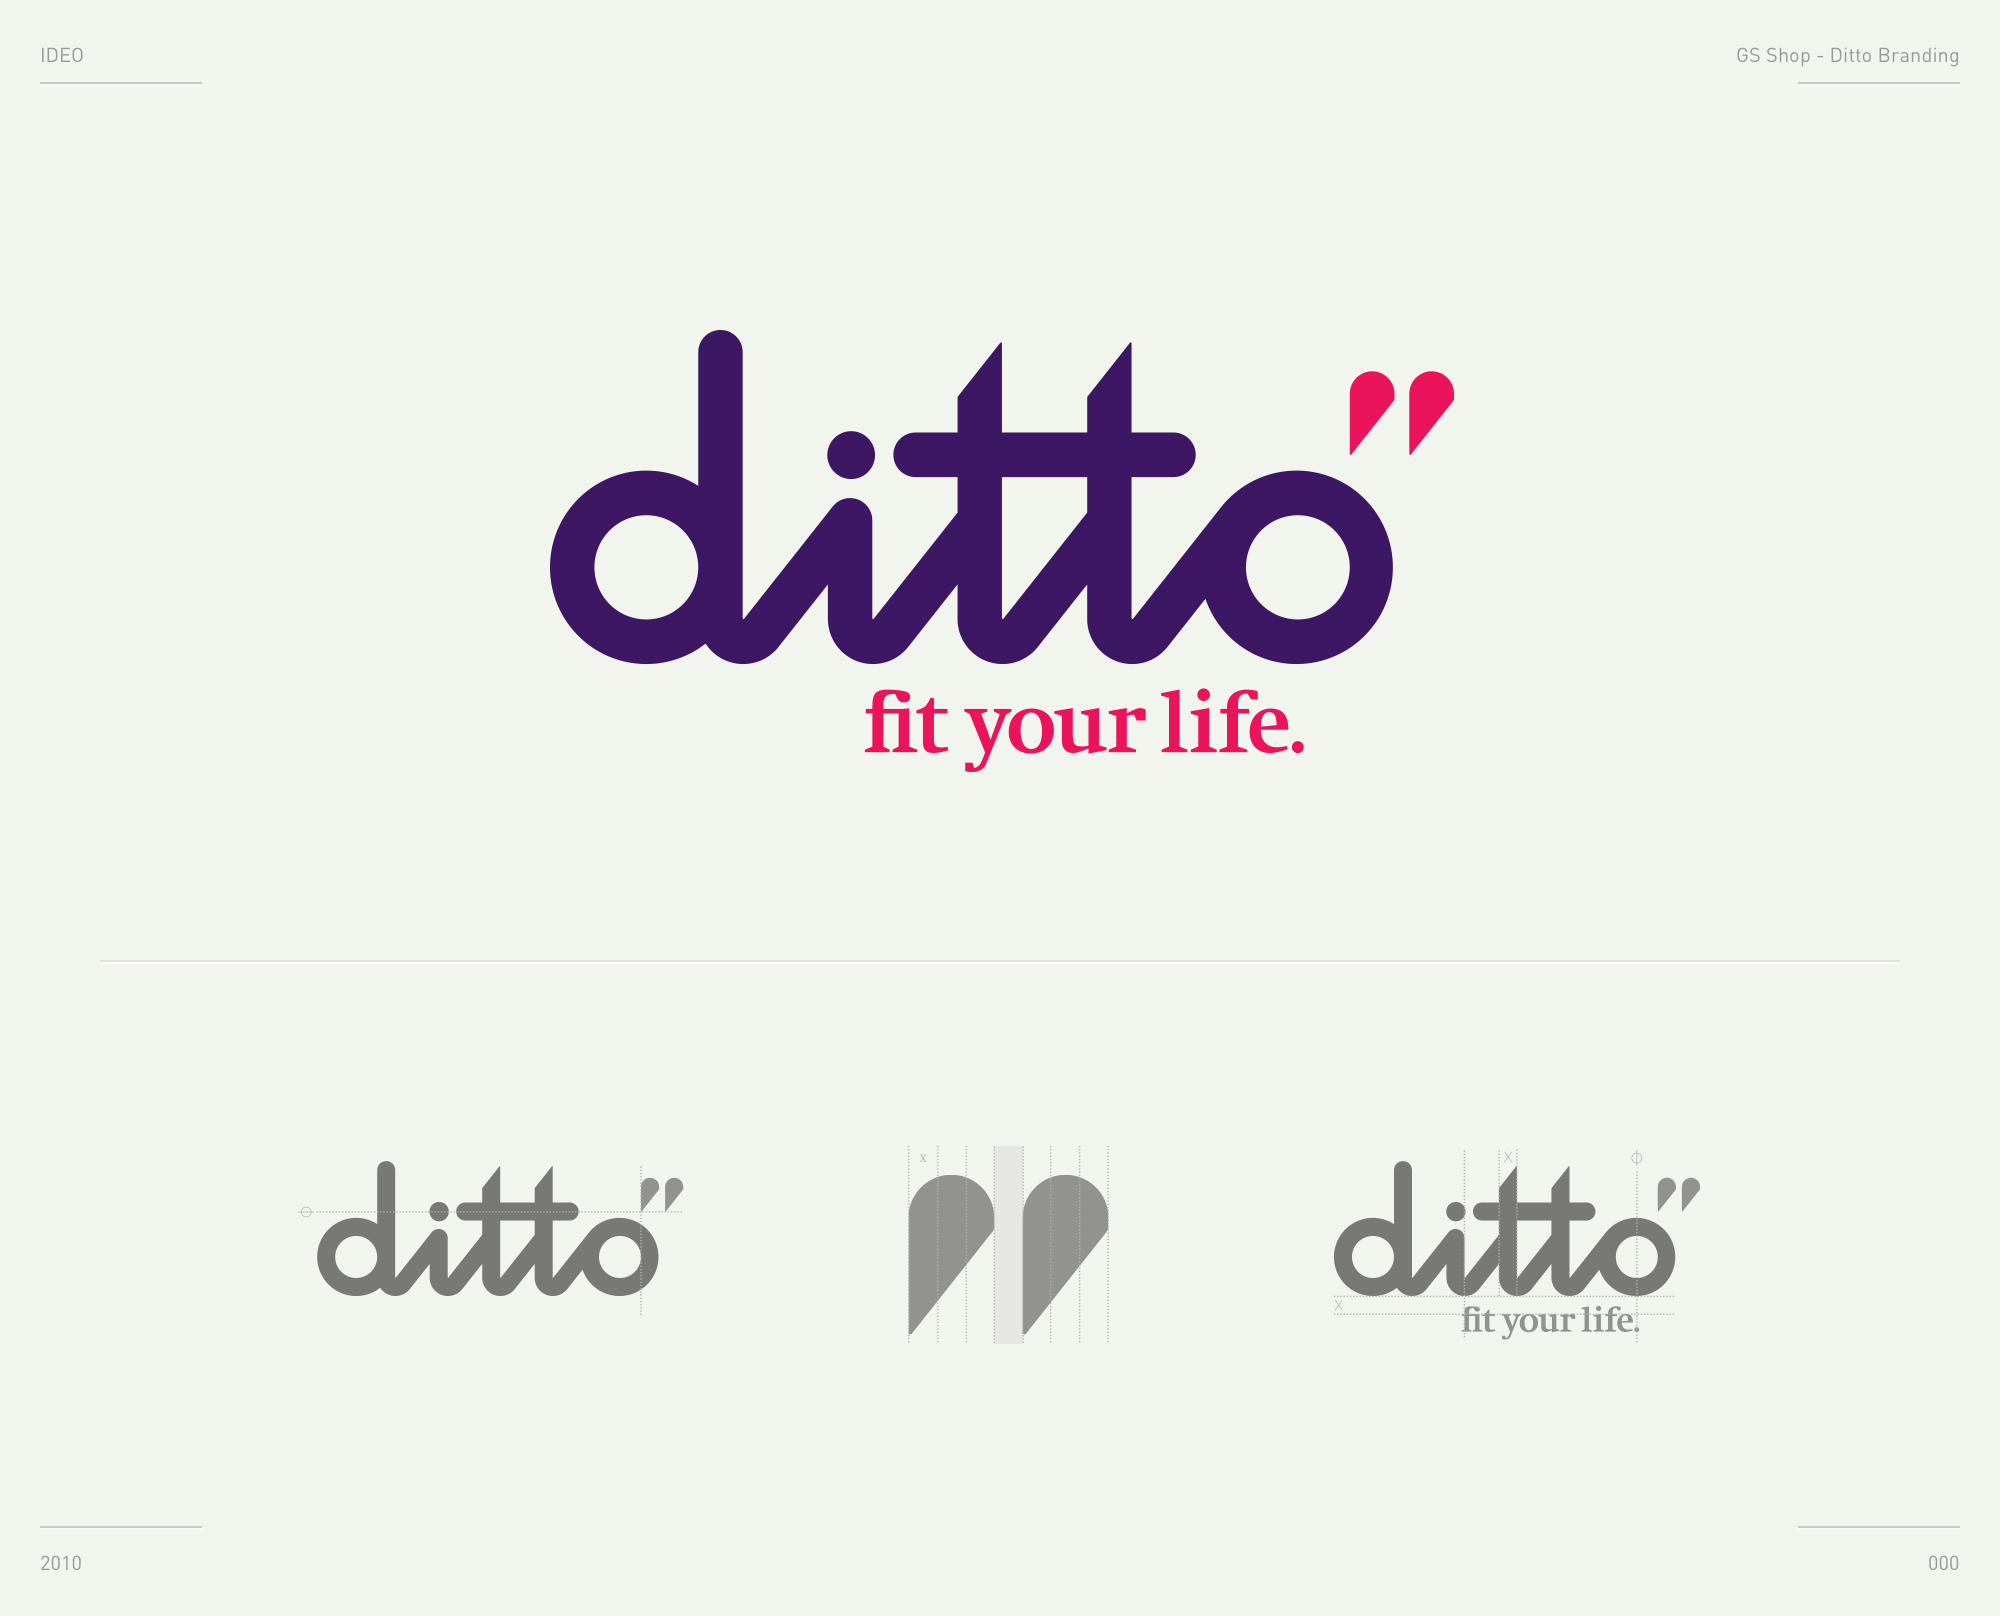 IDEO
GS Shop - Ditto Branding
ditto”
fit your life.
ditto”
x
”
X
ditto”
X
fit your life.
2010
000